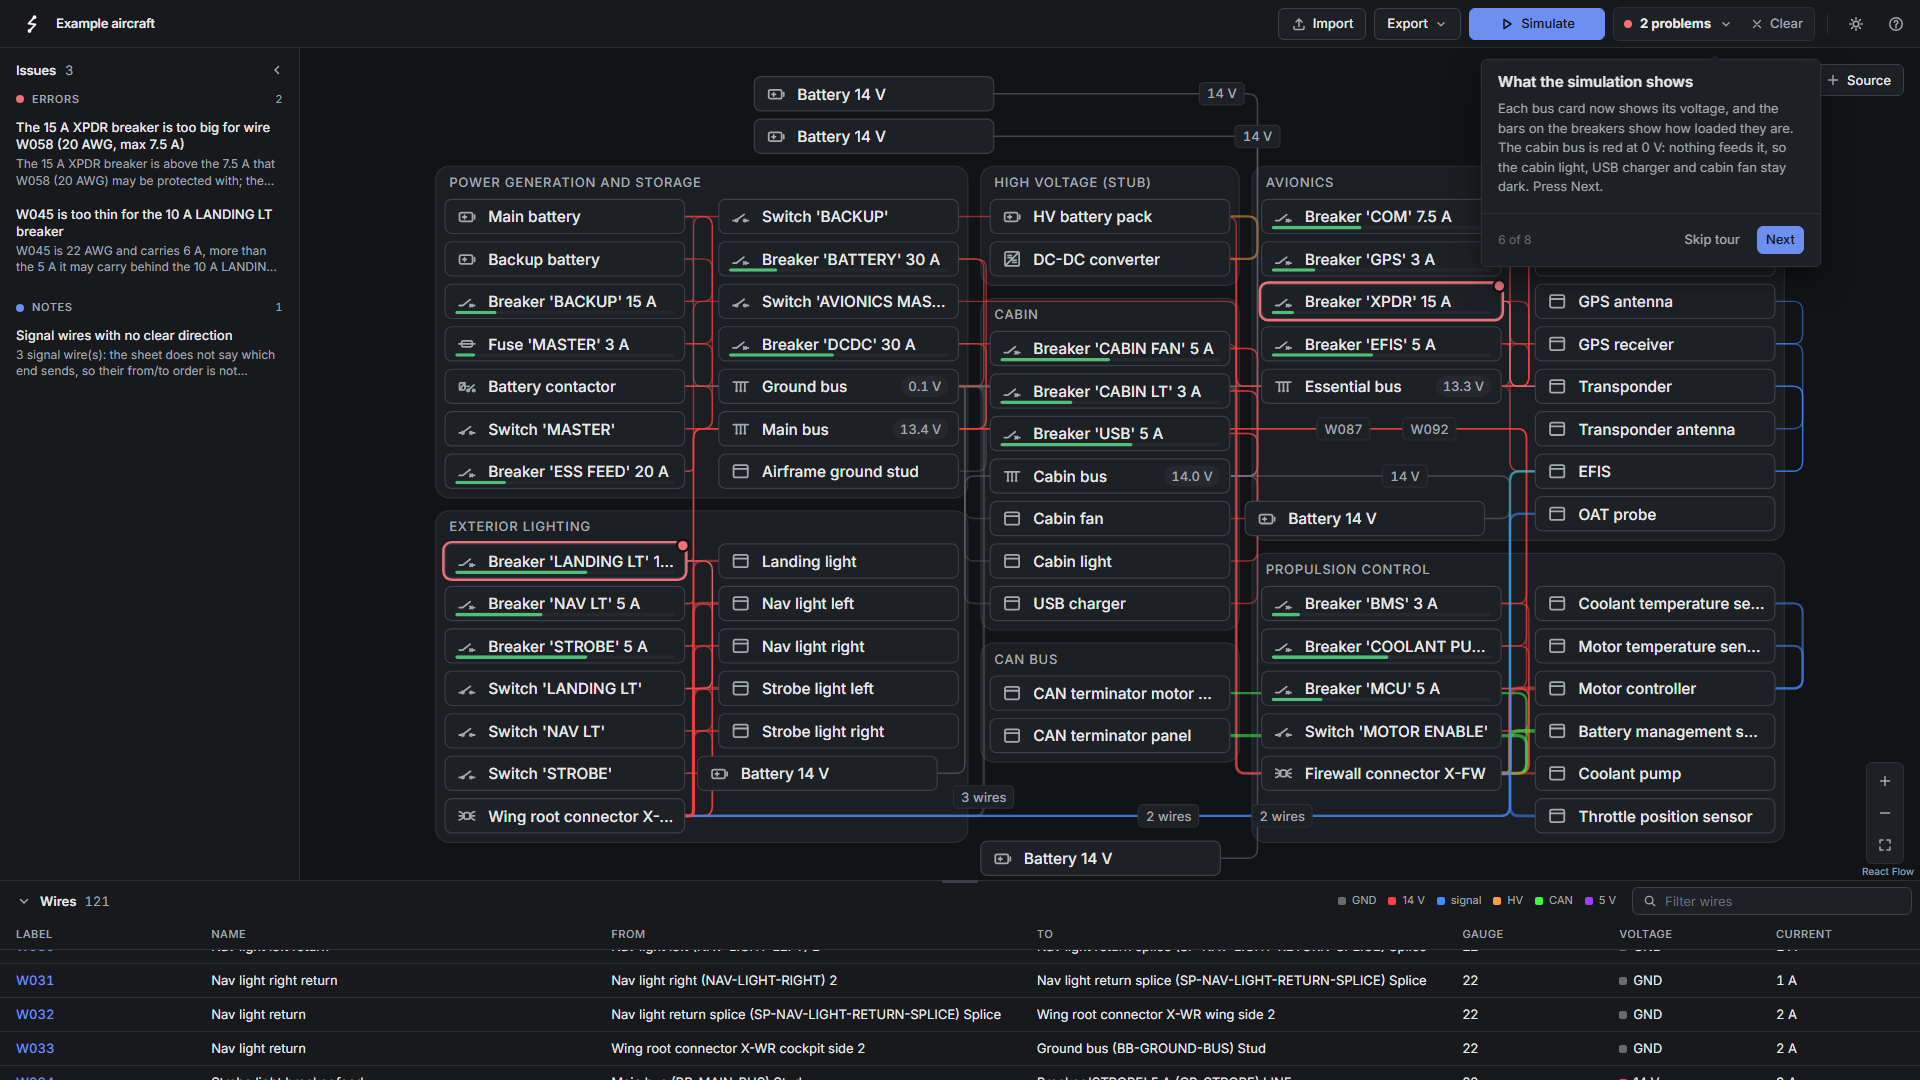 Example aircraft
Import
Export
Simulate
2 problems
Clear
Issues 3
ERRORS 2
The 15 A XPDR breaker is too big for wire
W058 (20 AWG, max 7.5 A)
The 15 A XPDR breaker is above the 7.5 A that
W058 (20 AWG) may be protected with; the...
W045 is too thin for the 10 A LANDING LT
breaker
W045 is 22 AWG and carries 6 A, more than
the 5 A it may carry behind the 10 A LANDIN...
NOTES 1
Signal wires with no clear direction
3 signal wire(s): the sheet does not say which
end sends, so their from/to order is not...
Battery 14 V
14 V
Battery 14 V
14 V
Source
What the simulation shows
Each bus card now shows its voltage, and the
bars on the breakers show how loaded they are.
The cabin bus is red at 0 V: nothing feeds it, so
the cabin light, USB charger and cabin fan stay
dark. Press Next.
6 of 8
Skip tour
Next
POWER GENERATION AND STORAGE
Main battery
Backup battery
Breaker 'BACKUP' 15 A
Fuse 'MASTER' 3 A
Battery contactor
Switch 'MASTER'
Breaker 'ESS FEED' 20 A
Switch 'BACKUP'
Breaker 'BATTERY' 30 A
Switch 'AVIONICS MAS...
Breaker 'DCDC' 30 A
Ground bus 0.1 V
Main bus 13.4 V
Airframe ground stud
HIGH VOLTAGE (STUB)
HV battery pack
DC-DC converter
CABIN
Breaker 'CABIN FAN' 5 A
Breaker 'CABIN LT' 3 A
Breaker 'USB' 5 A
Cabin bus 14.0 V
Cabin fan
Cabin light
USB charger
AVIONICS
Breaker 'COM' 7.5 A
Breaker 'GPS' 3 A
Breaker 'XPDR' 15 A
Breaker 'EFIS' 5 A
Essential bus 13.3 V
W087
W092
14 V
Battery 14 V
GPS antenna
GPS receiver
Transponder
Transponder antenna
EFIS
OAT probe
EXTERIOR LIGHTING
Breaker 'LANDING LT' 1...
Breaker 'NAV LT' 5 A
Breaker 'STROBE' 5 A
Switch 'LANDING LT'
Switch 'NAV LT'
Switch 'STROBE'
Wing root connector X-...
Landing light
Nav light left
Nav light right
Strobe light left
Strobe light right
Battery 14 V
CAN BUS
CAN terminator motor ...
CAN terminator panel
3 wires
2 wires
2 wires
Battery 14 V
PROPULSION CONTROL
Breaker 'BMS' 3 A
Breaker 'COOLANT PU...
Breaker 'MCU' 5 A
Switch 'MOTOR ENABLE'
Firewall connector X-FW
Coolant temperature se...
Motor temperature sen...
Motor controller
Battery management s...
Coolant pump
Throttle position sensor
React Flow
Wires 121
GND 14 V signal HV CAN 5 V
Filter wires
LABEL NAME FROM TO GAUGE VOLTAGE CURRENT
W031 Nav light right return Nav light right (NAV-LIGHT-RIGHT) 2 Nav light return splice (SP-NAV-LIGHT-RETURN-SPLICE) Splice 22 GND 1 A
W032 Nav light return Nav light return splice (SP-NAV-LIGHT-RETURN-SPLICE) Splice Wing root connector X-WR wing side 2 22 GND 2 A
W033 Nav light return Wing root connector X-WR cockpit side 2 Ground bus (BB-GROUND-BUS) Stud 22 GND 2 A